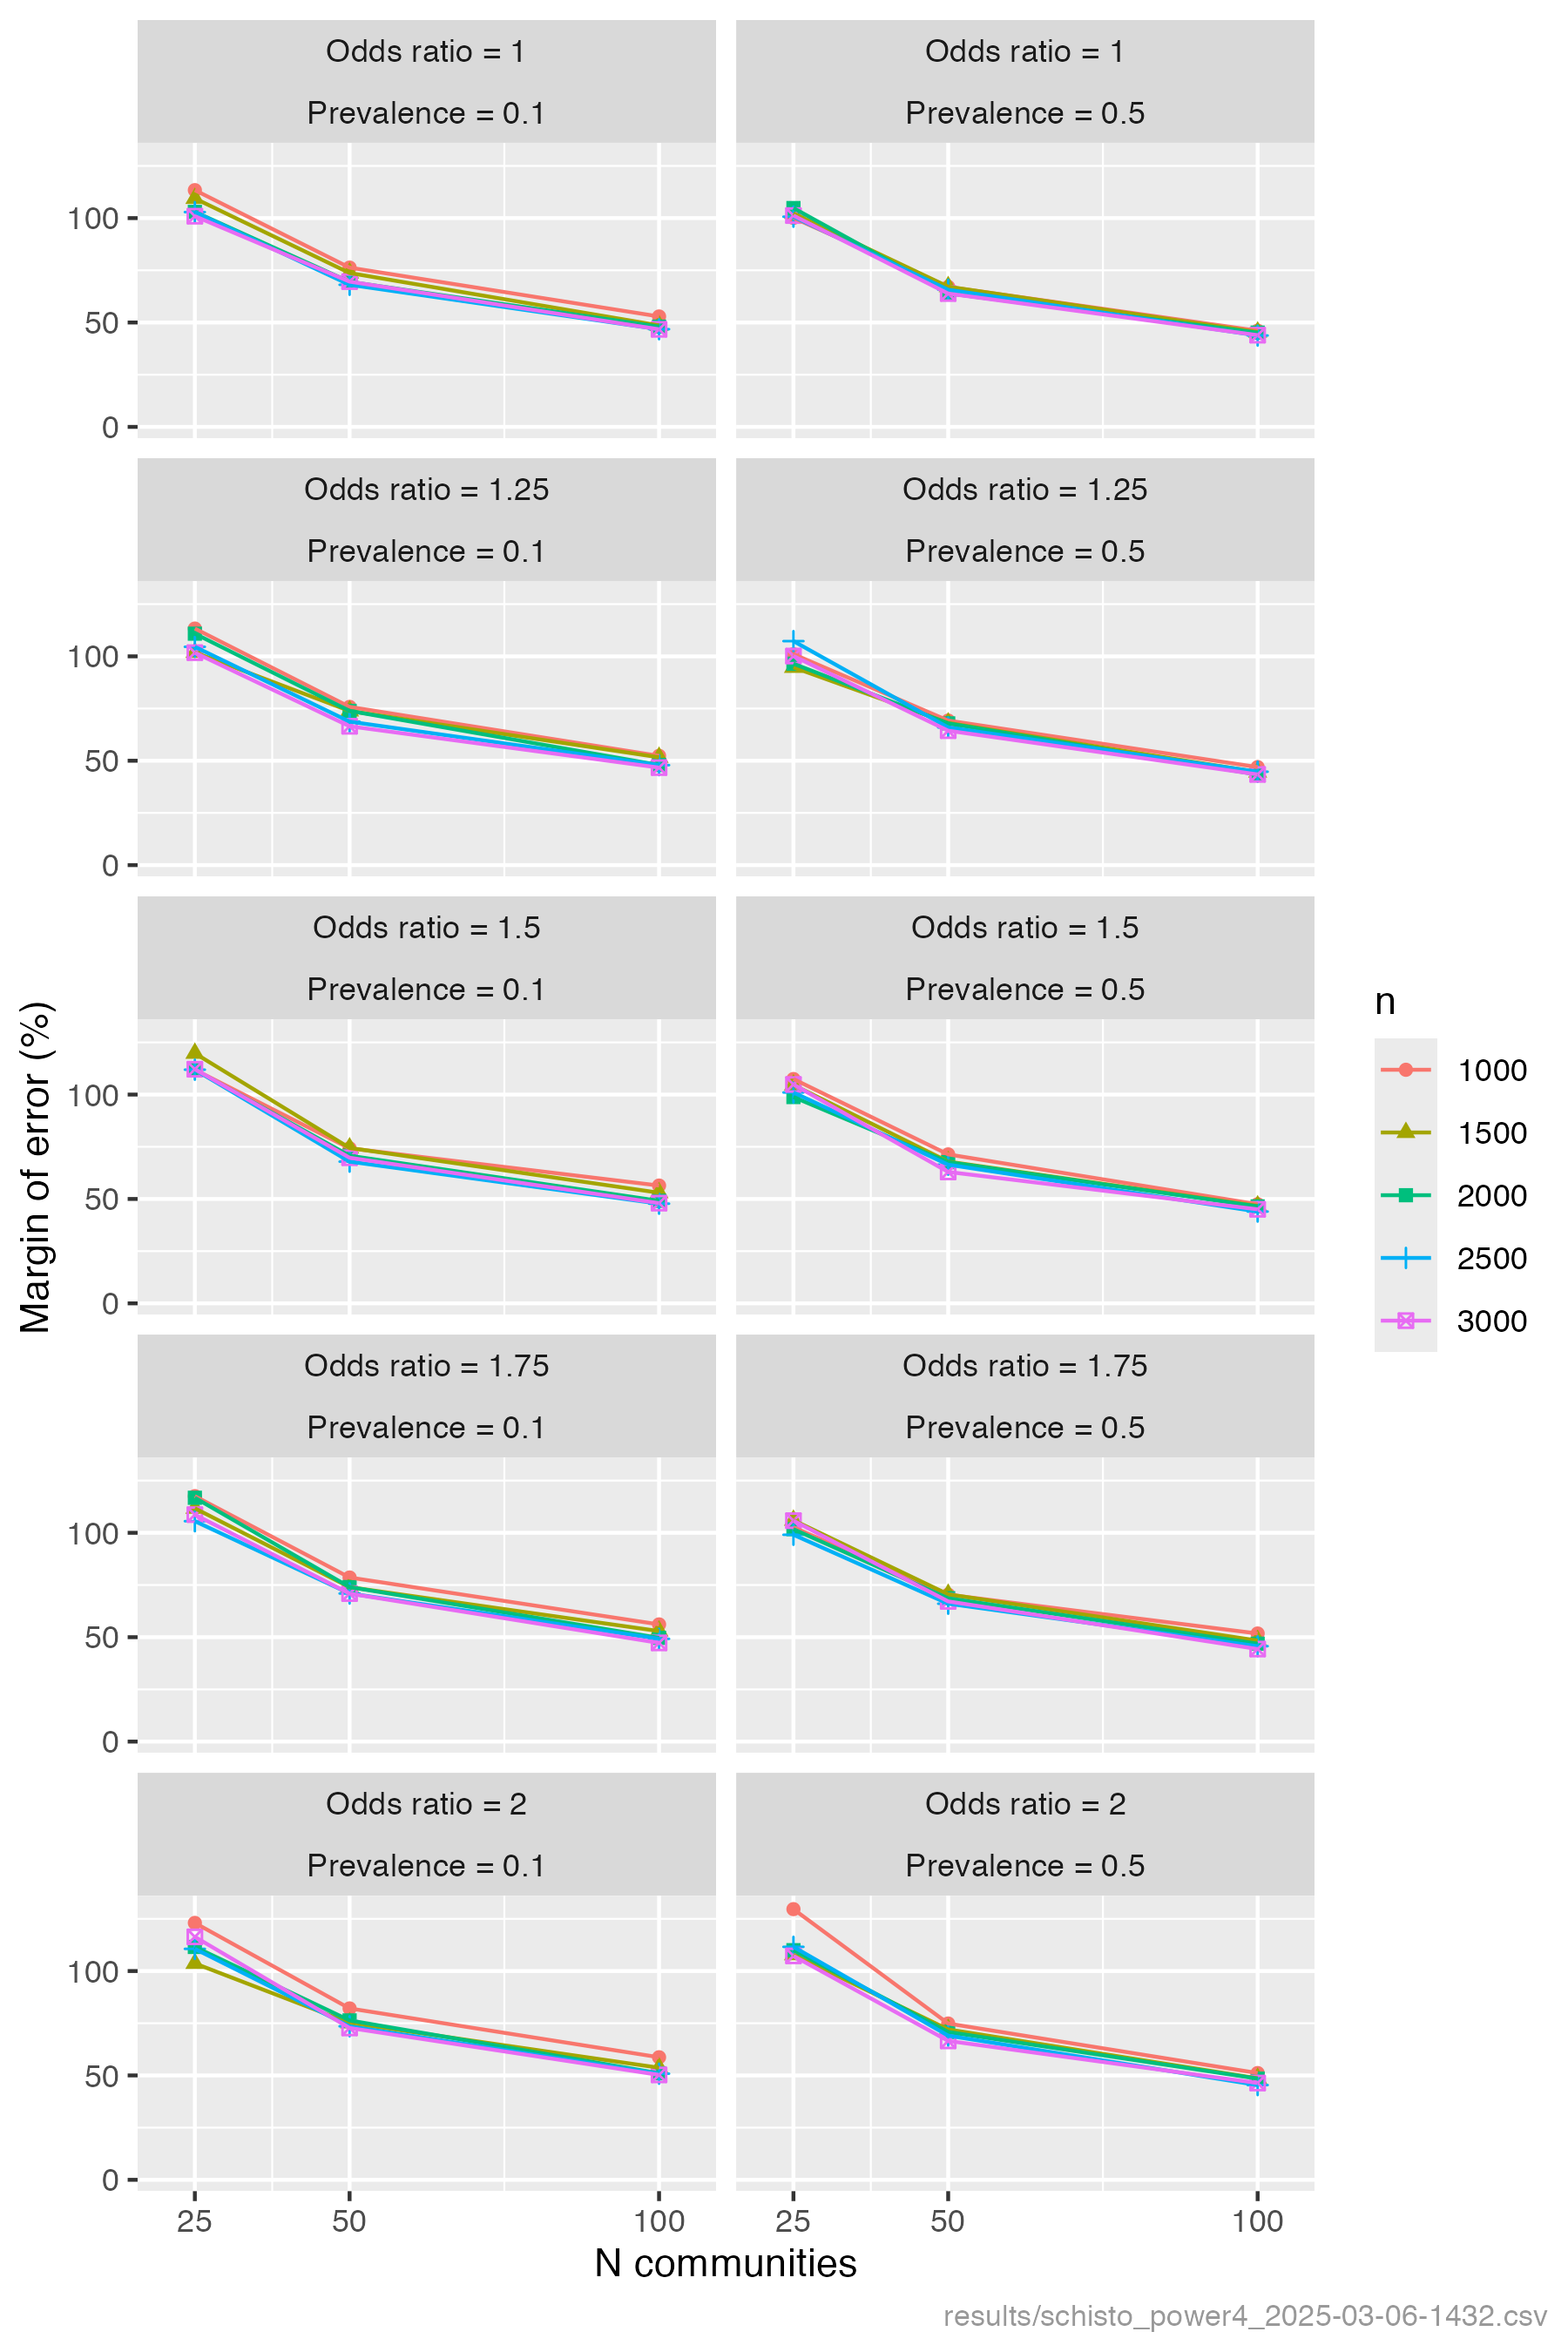 Odds ratio = 1
Prevalence = 0.1
Odds ratio = 1
Prevalence = 0.5
100
50
0
Odds ratio = 1.25
Prevalence = 0.1
Odds ratio = 1.25
Prevalence = 0.5
100
50
0
Odds ratio = 1.5
Prevalence = 0.1
Odds ratio = 1.5
Prevalence = 0.5
100
50
0
Odds ratio = 1.75
Prevalence = 0.1
Odds ratio = 1.75
Prevalence = 0.5
100
50
0
Odds ratio = 2
Prevalence = 0.1
Odds ratio = 2
Prevalence = 0.5
100
50
0
25 50 100
25 50 100
N communities
Margin of error (%)
n
1000
1500
2000
2500
3000
results/schisto_power4_2025-03-06-1432.csv